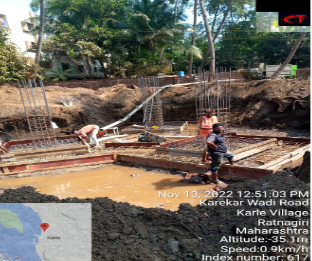 CT
Nov 13, 2022 12:51:03 PM
Karekar Wadi Road
Karle Village
Ratnagiri
Maharashtra
Altitude:-35.1m
Speed:0.9km/h
Index number: 617